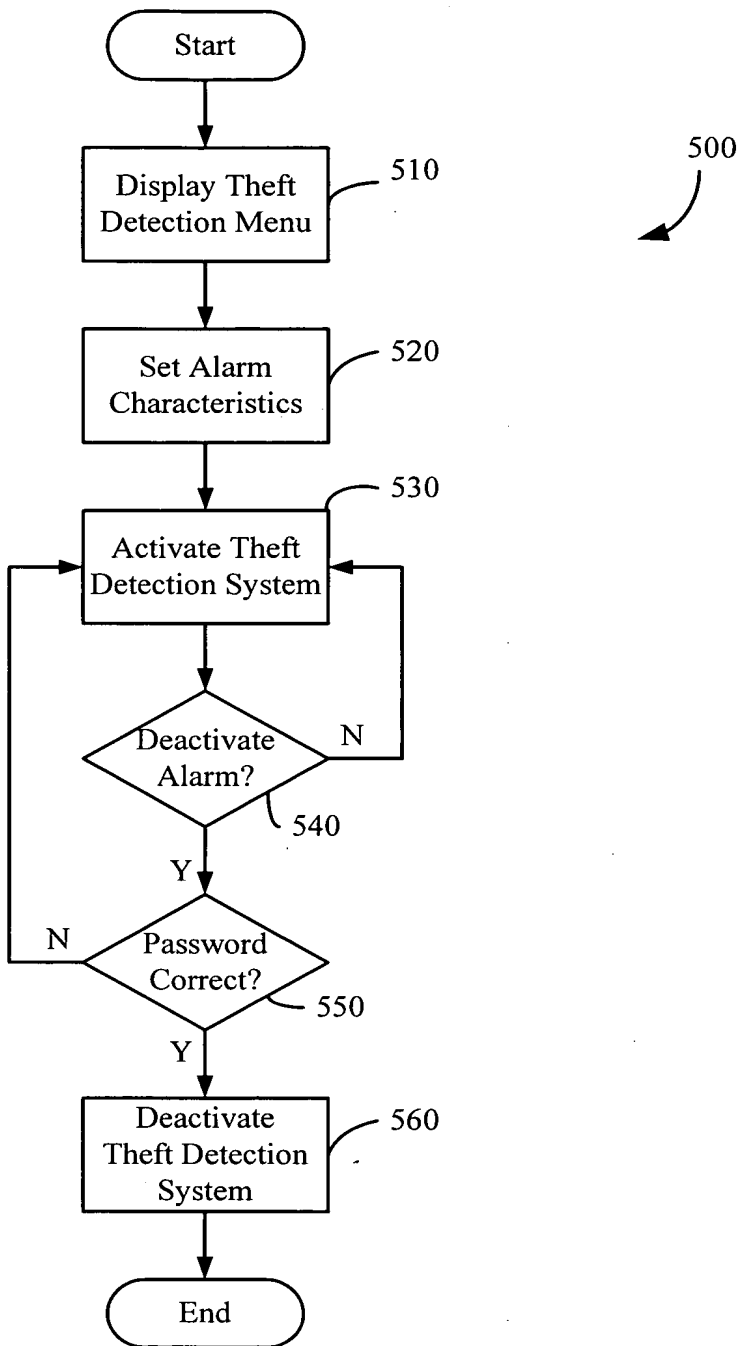 Start
Display Theft
Detection Menu
510
500
Set Alarm
Characteristics
520
Activate Theft
Detection System
530
Deactivate
Alarm?
N
540
Y
Password
Correct?
N
550
Y
Deactivate
Theft Detection
System
560
End